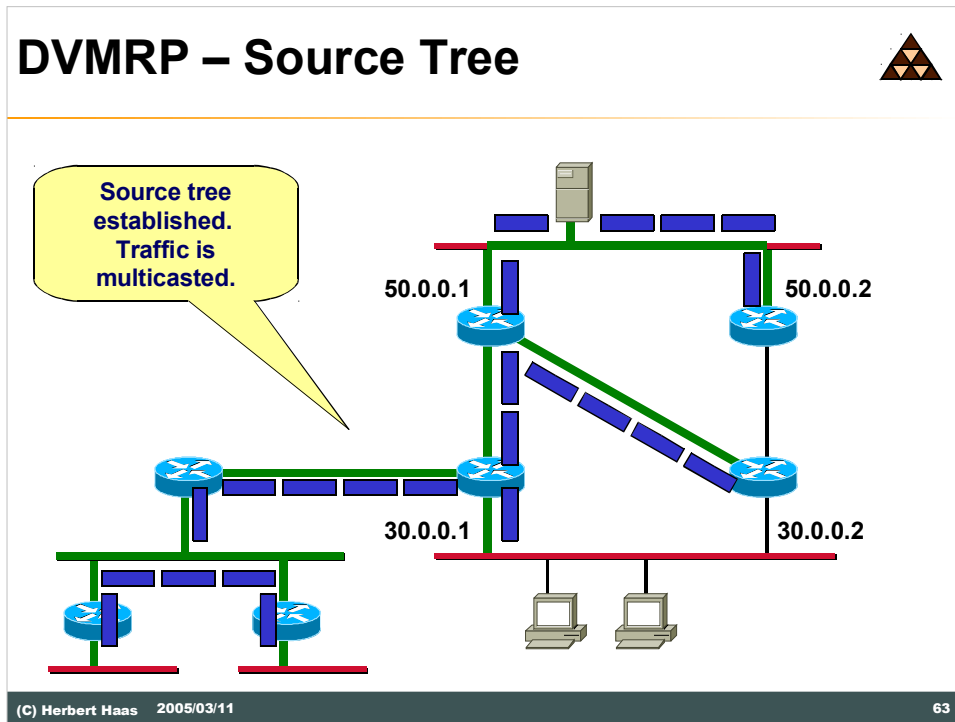 DVMRP – Source Tree
Source tree
established.
Traffic is
multicasted.
50.0.0.1
50.0.0.2
30.0.0.1
30.0.0.2
(C) Herbert Haas 2005/03/11
63